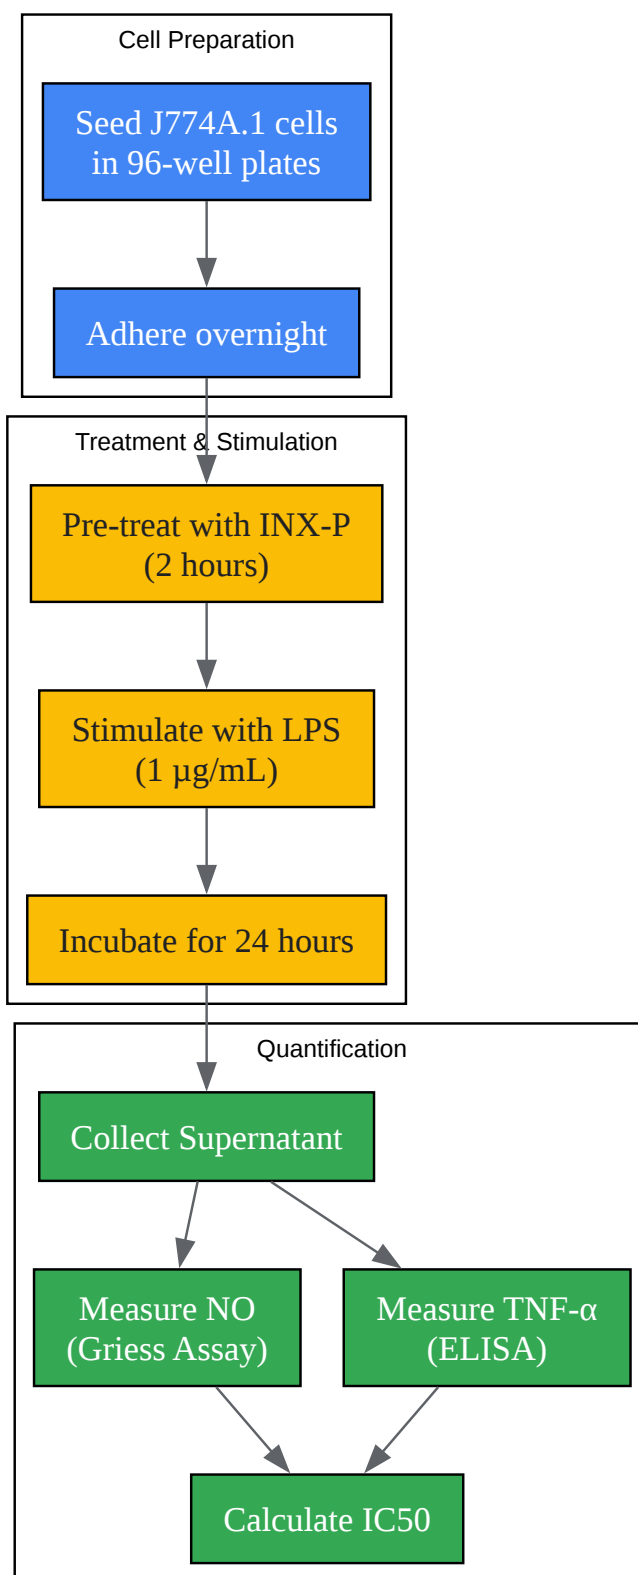 Cell Preparation
Seed J774A.1 cells
in 96-well plates
Adhere overnight
Treatment & Stimulation
Pre-treat with INX-P
(2 hours)
Stimulate with LPS
(1 µg/mL)
Incubate for 24 hours
Quantification
Collect Supernatant
Measure NO
(Griess Assay)
Measure TNF-α
(ELISA)
Calculate IC50